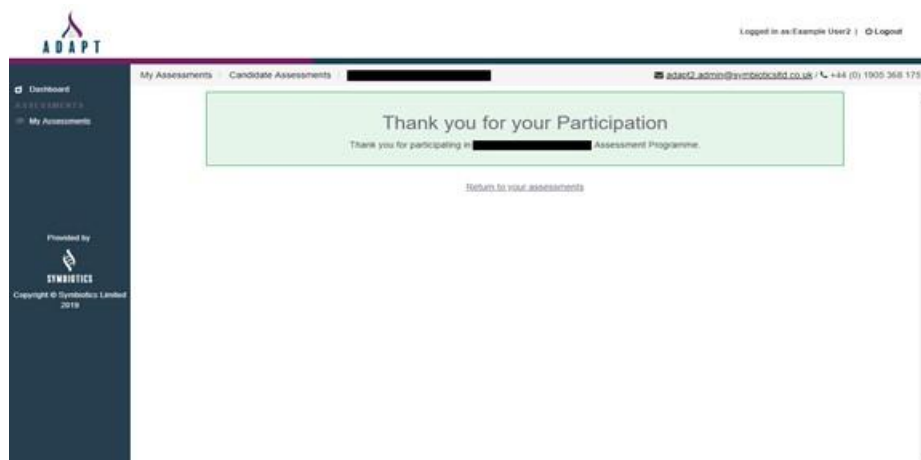 ADAPT
Logged in as:Example User2 | Logout
My Assessments Candidate Assessments
adapt2.admin@symbioticsltd.co.uk / +44 (0) 1905 368 175
Dashboard
ASSESSMENTS
My Assessments
Thank you for your Participation
Thank you for participating in Assessment Programme.
Return to your assessments
Provided by
SYMBIOTICS
Copyright © Symbiotics Limited
2019